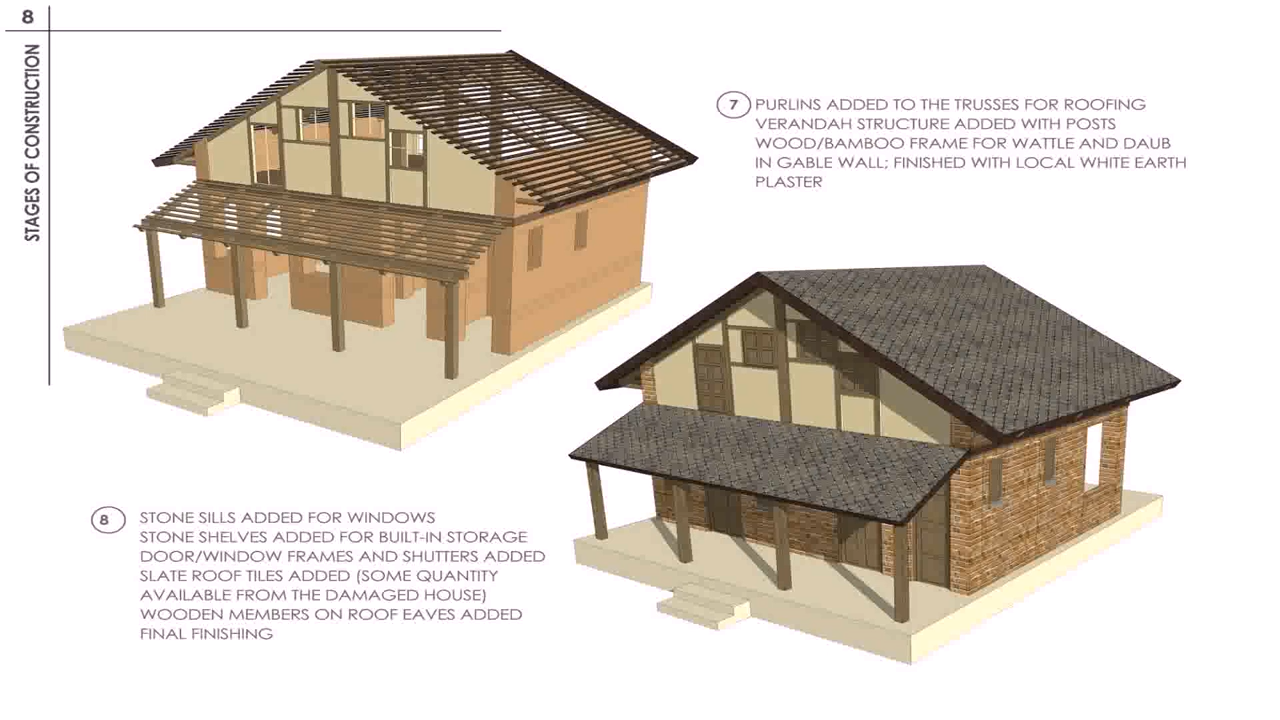 8
STAGES OF CONSTRUCTION
7
PURLINS ADDED TO THE TRUSSES FOR ROOFING
VERANDAH STRUCTURE ADDED WITH POSTS
WOOD/BAMBOO FRAME FOR WATTLE AND DAUB
IN GABLE WALL; FINISHED WITH LOCAL WHITE EARTH
PLASTER
8
STONE SILLS ADDED FOR WINDOWS
STONE SHELVES ADDED FOR BUILT-IN STORAGE
DOOR/WINDOW FRAMES AND SHUTTERS ADDED
SLATE ROOF TILES ADDED (SOME QUANTITY
AVAILABLE FROM THE DAMAGED HOUSE)
WOODEN MEMBERS ON ROOF EAVES ADDED
FINAL FINISHING